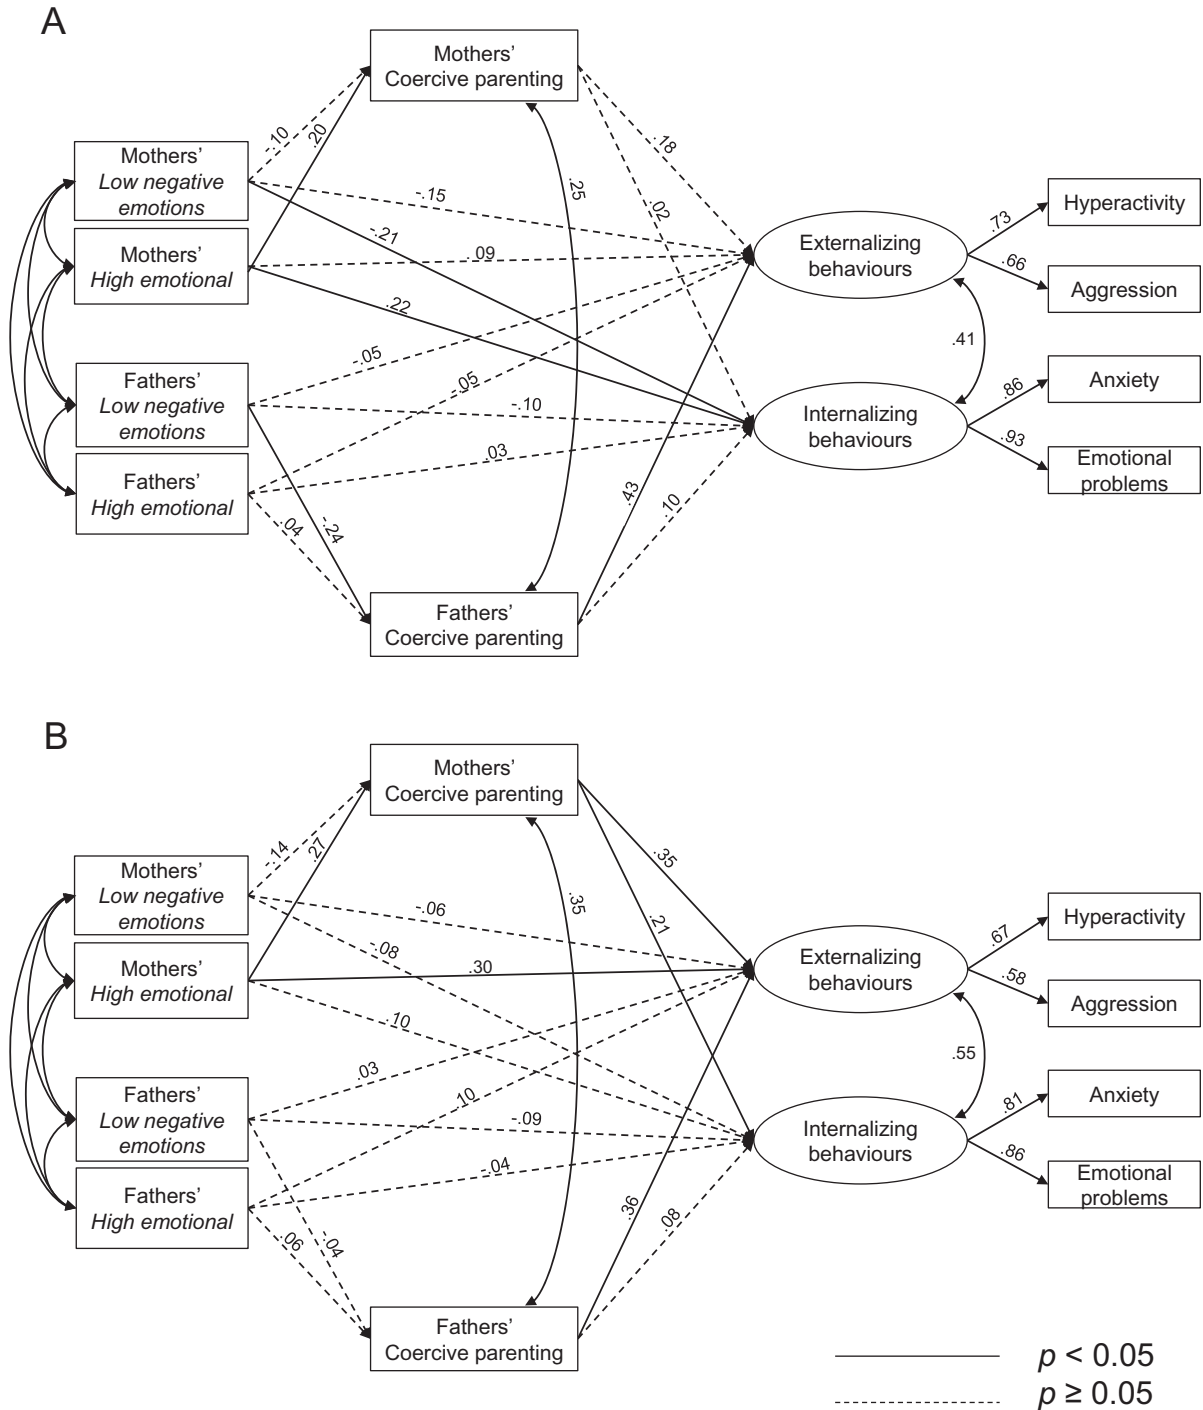 A
Mothers’
Coercive parenting
-.10
.20
.18
Mothers’
Low negative
emotions
-.15
.25
.02
Hyperactivity
.73
-.21
Mothers’
High emotional
.09
Externalizing
behaviours
.66
Aggression
.22
.41
-.05
-.05
Fathers’
Low negative
emotions
-.10
Internalizing
behaviours
.86
Anxiety
.93
.03
Fathers’
High emotional
Emotional
problems
.04
-.24
.43
.10
Fathers’
Coercive parenting
B
Mothers’
Coercive parenting
-.14
.27
.35
Mothers’
Low negative
emotions
-.06
.35
.21
Hyperactivity
.67
-.08
Mothers’
High emotional
.30
Externalizing
behaviours
.58
Aggression
.10
.55
.03
.10
Fathers’
Low negative
emotions
-.09
Internalizing
behaviours
.81
Anxiety
.86
-.04
Fathers’
High emotional
Emotional
problems
.06
-.04
.36
.08
Fathers’
Coercive parenting
p < 0.05
p ≥ 0.05